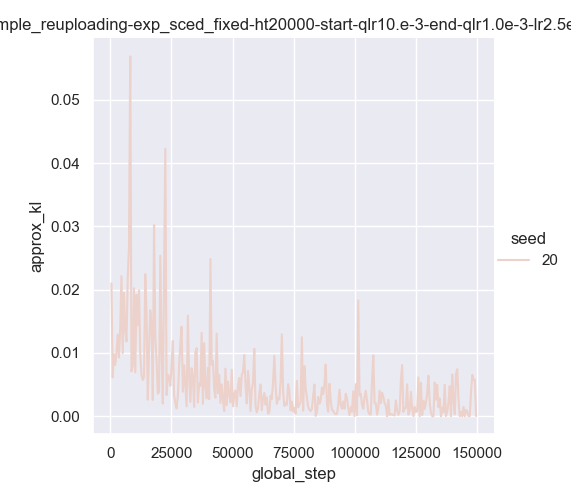 mple_reuploading-exp_sced_fixed-ht20000-start-qlr10.e-3-end-qlr1.0e-3-lr2.5e
0.05
0.04
0.03
0.02
0.01
0.00
approx_kl
0 25000 50000 75000 100000 125000 150000
global_step
seed
20